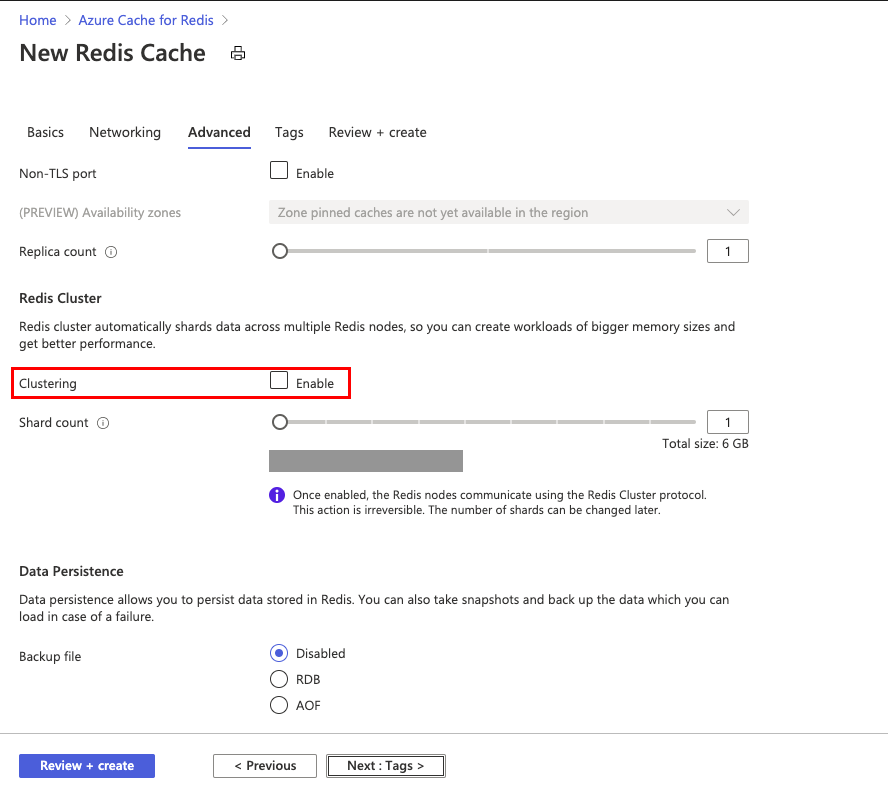 Home > Azure Cache for Redis >
New Redis Cache
Basics Networking Advanced Tags Review + create
Non-TLS port Enable
(PREVIEW) Availability zones Zone pinned caches are not yet available in the region
Replica count 1
Redis Cluster
Redis cluster automatically shards data across multiple Redis nodes, so you can create workloads of bigger memory sizes and
get better performance.
Clustering Enable
Shard count 1
Total size: 6 GB
Once enabled, the Redis nodes communicate using the Redis Cluster protocol.
This action is irreversible. The number of shards can be changed later.
Data Persistence
Data persistence allows you to persist data stored in Redis. You can also take snapshots and back up the data which you can
load in case of a failure.
Backup file Disabled
RDB
AOF
Review + create < Previous Next : Tags >